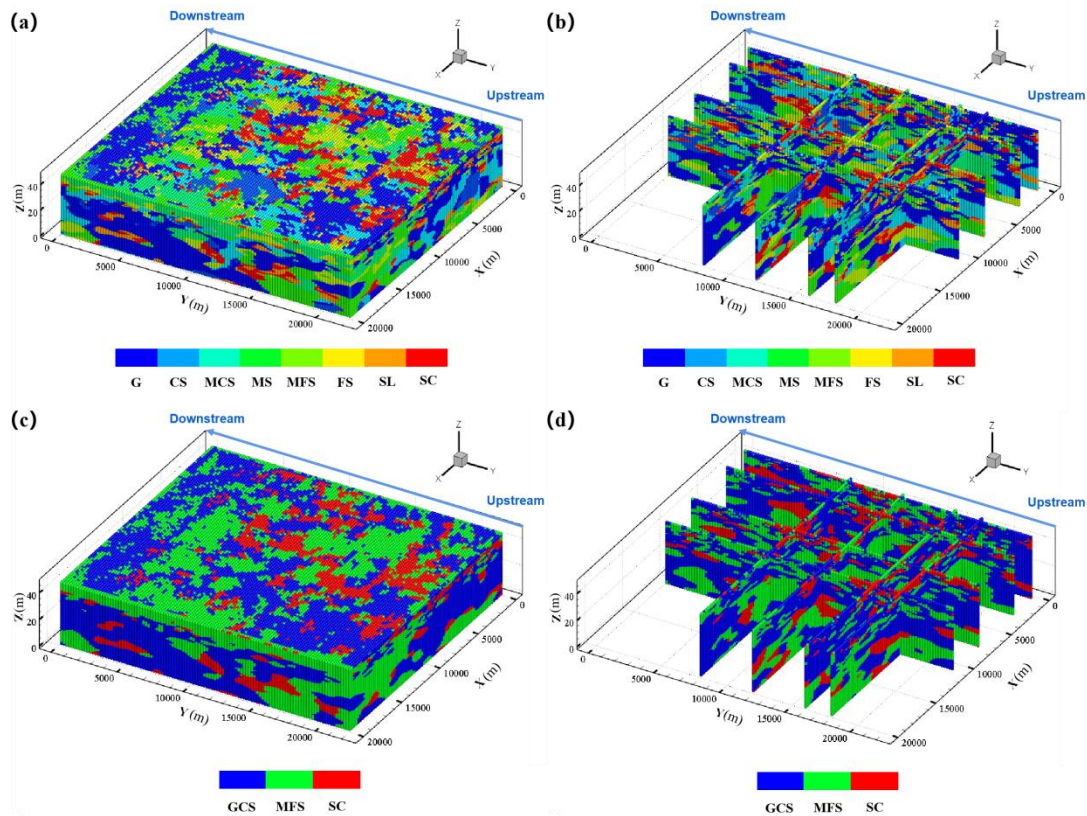 (a)
Downstream
Upstream
Z
X
Y
Z(m)
40
20
0
0
5000
10000
15000
20000
Y(m)
0
5000
10000
15000
20000
X(m)
G CS MCS MS MFS FS SL SC
(b)
Downstream
Upstream
Z
X
Y
Z(m)
40
20
0
0
5000
10000
15000
20000
Y(m)
0
5000
10000
15000
20000
X(m)
G CS MCS MS MFS FS SL SC
(c)
Downstream
Upstream
Z
X
Y
Z(m)
40
20
0
0
5000
10000
15000
20000
Y(m)
0
5000
10000
15000
20000
X(m)
GCS MFS SC
(d)
Downstream
Upstream
Z
X
Y
Z(m)
40
20
0
0
5000
10000
15000
20000
Y(m)
0
5000
10000
15000
20000
X(m)
GCS MFS SC